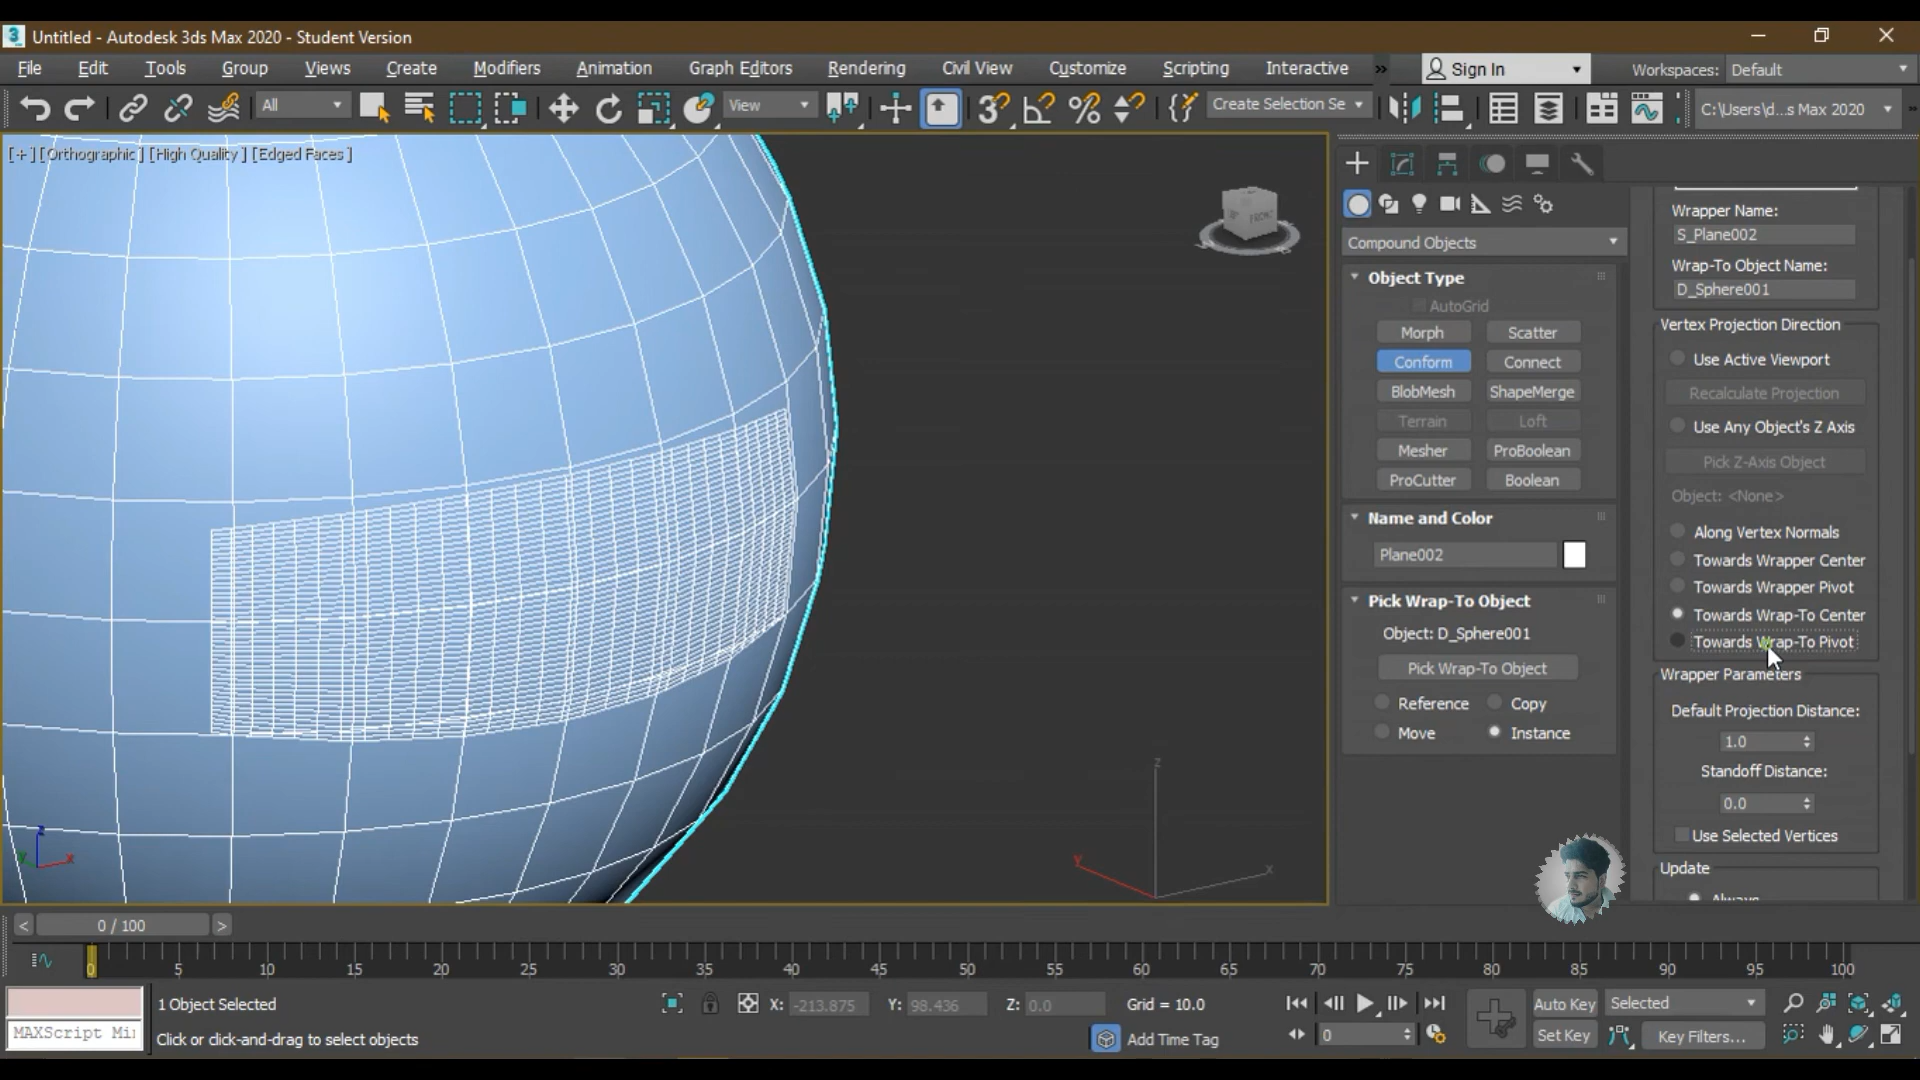 3 Untitled - Autodesk 3ds Max 2020 - Student Version
File Edit Tools Group Views Create Modifiers Animation Graph Editors Rendering Civil View Customize Scripting Interactive » Sign In Workspaces: Default
All View Create Selection Se C:\Users\d...s Max 2020
[+] [Orthographic] [High Quality] [Edged Faces]
FRONT
Wrapper Name:
S_Plane002
Wrap-To Object Name:
D_Sphere001
Compound Objects
Object Type
AutoGrid
Morph Scatter
Conform Connect
BlobMesh ShapeMerge
Terrain Loft
Mesher ProBoolean
ProCutter Boolean
Name and Color
Plane002
Pick Wrap-To Object
Object: D_Sphere001
Pick Wrap-To Object
Reference Copy
Move Instance
Vertex Projection Direction
Use Active Viewport
Recalculate Projection
Use Any Object's Z Axis
Pick Z-Axis Object
Object: <None>
Along Vertex Normals
Towards Wrapper Center
Towards Wrapper Pivot
Towards Wrap-To Center
Towards Wrap-To Pivot
Wrapper Parameters
Default Projection Distance:
1.0
Standoff Distance:
0.0
Use Selected Vertices
Update
Always
z
y x
z
y x
< 0 / 100 >
0 5 10 15 20 25 30 35 40 45 50 55 60 65 70 75 80 85 90 95 100
1 Object Selected X: -213.875 Y: 98.436 Z: 0.0 Grid = 10.0 Auto Key Selected
MAXScript Mi Click or click-and-drag to select objects Add Time Tag 0 Set Key Key Filters...